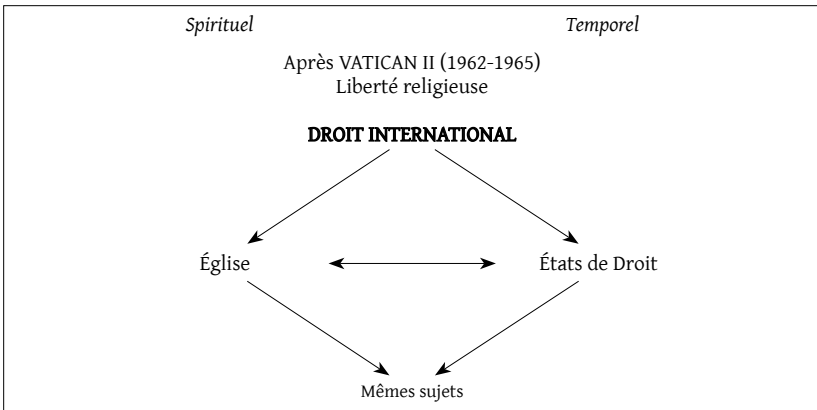 Spirituel Temporel
Après VATICAN II (1962-1965)
Liberté religieuse
DROIT INTERNATIONAL
Église États de Droit
Mêmes sujets